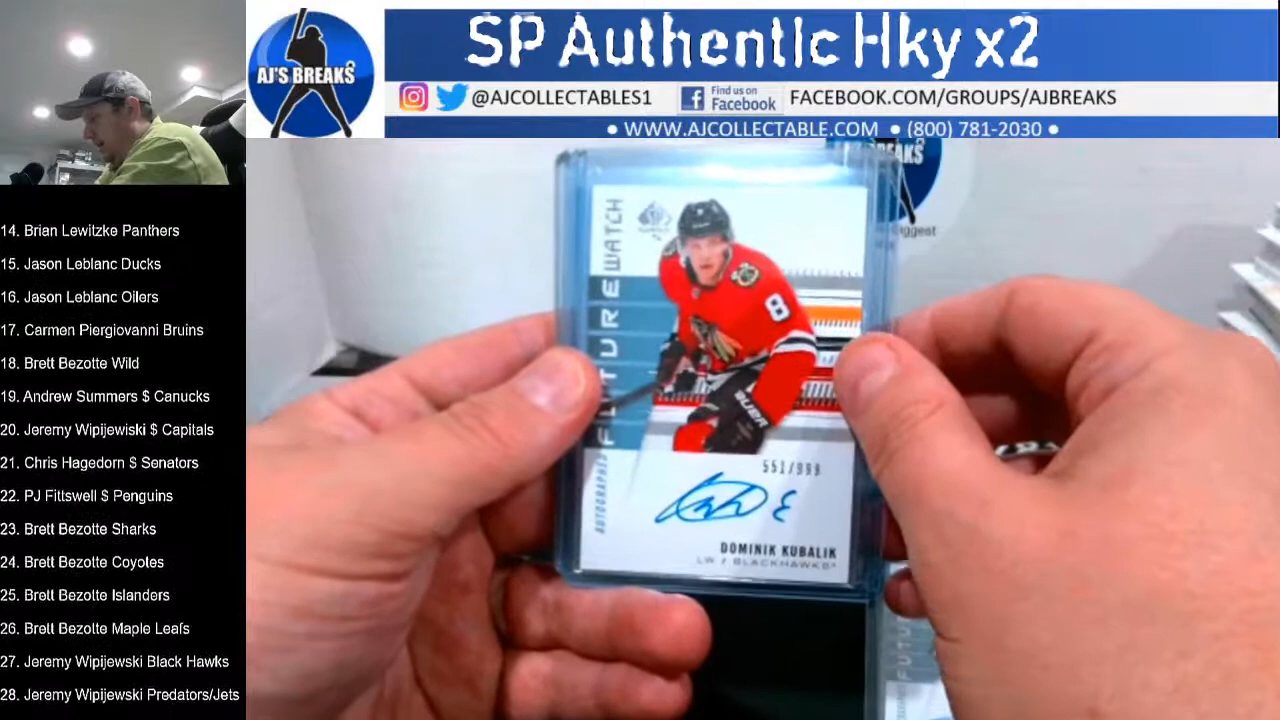 SP Authentic Hky x2
AJ'S BREAKS
@AJCOLLECTABLES1
Find us on
Facebook
FACEBOOK.COM/GROUPS/AJBREAKS
• WWW.AJCOLLECTABLE.COM • (800) 781-2030 •
14. Brian Lewitzke Panthers
15. Jason Leblanc Ducks
16. Jason Leblanc Oilers
17. Carmen Piergiovanni Bruins
18. Brett Bezotte Wild
19. Andrew Summers $ Canucks
20. Jeremy Wipijewiski $ Capitals
21. Chris Hagedorn $ Senators
22. PJ Fittswell $ Penguins
23. Brett Bezotte Sharks
24. Brett Bezotte Coyotes
25. Brett Bezotte Islanders
26. Brett Bezotte Maple Leafs
27. Jeremy Wipijewski Black Hawks
28. Jeremy Wipijewski Predators/Jets
AUTOGRAPHED FUTURE WATCH
SP
8
BAUER
551/999
8
DOMINIK KUBALIK
LW / BLACKHAWKS